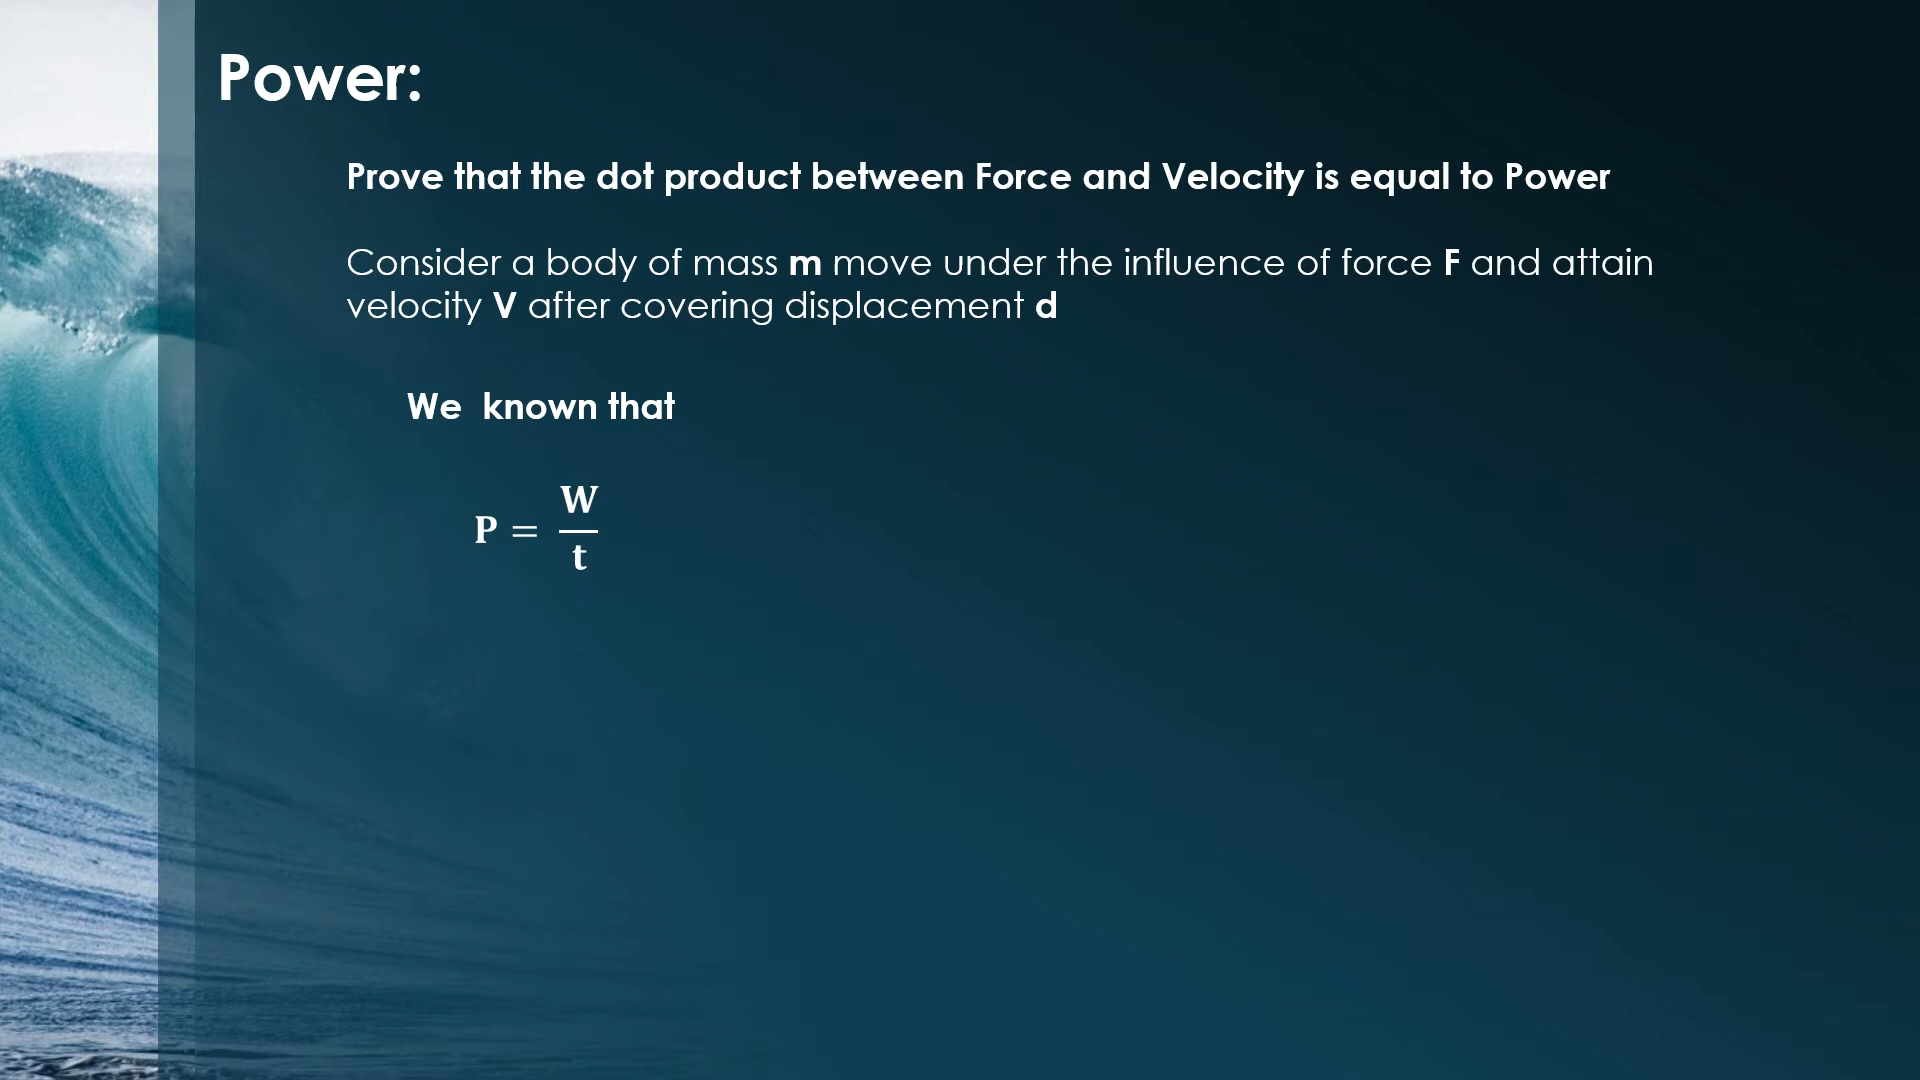 Power:
Prove that the dot product between Force and Velocity is equal to Power
Consider a body of mass m move under the influence of force F and attain
velocity V after covering displacement d
We  known that
P = W/t